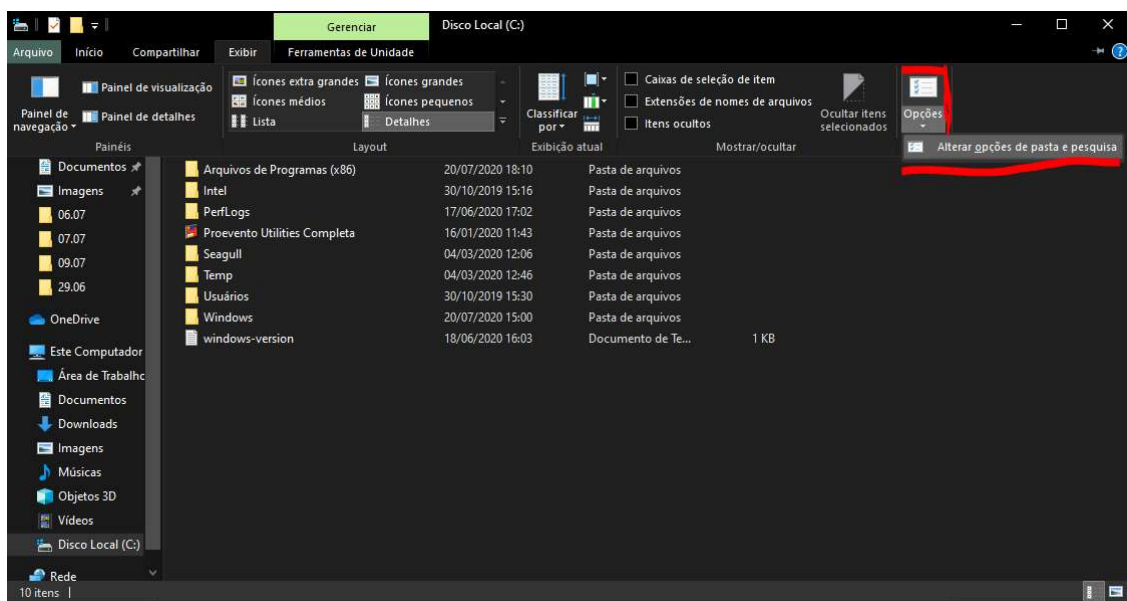 Gerenciar Disco Local (C:)
Arquivo Início Compartilhar Exibir Ferramentas de Unidade
Painel de navegação
Painel de visualização
Painel de detalhes
Painéis
Ícones extra grandes Ícones grandes
Ícones médios Ícones pequenos
Lista Detalhes
Layout
Classificar por
Exibição atual
Caixas de seleção de item
Extensões de nomes de arquivos
Itens ocultos
Ocultar itens selecionados
Mostrar/ocultar
Opções
Alterar opções de pasta e pesquisa
Documentos
Imagens
06.07
07.07
09.07
29.06
OneDrive
Este Computador
Área de Trabalhc
Documentos
Downloads
Imagens
Músicas
Objetos 3D
Vídeos
Disco Local (C:)
Rede
Arquivos de Programas (x86) 20/07/2020 18:10 Pasta de arquivos
Intel 30/10/2019 15:16 Pasta de arquivos
PerfLogs 17/06/2020 17:02 Pasta de arquivos
Proevento Utilities Completa 16/01/2020 11:43 Pasta de arquivos
Seagull 04/03/2020 12:06 Pasta de arquivos
Temp 04/03/2020 12:46 Pasta de arquivos
Usuários 30/10/2019 15:30 Pasta de arquivos
Windows 20/07/2020 15:00 Pasta de arquivos
windows-version 18/06/2020 16:03 Documento de Te... 1 KB
10 itens